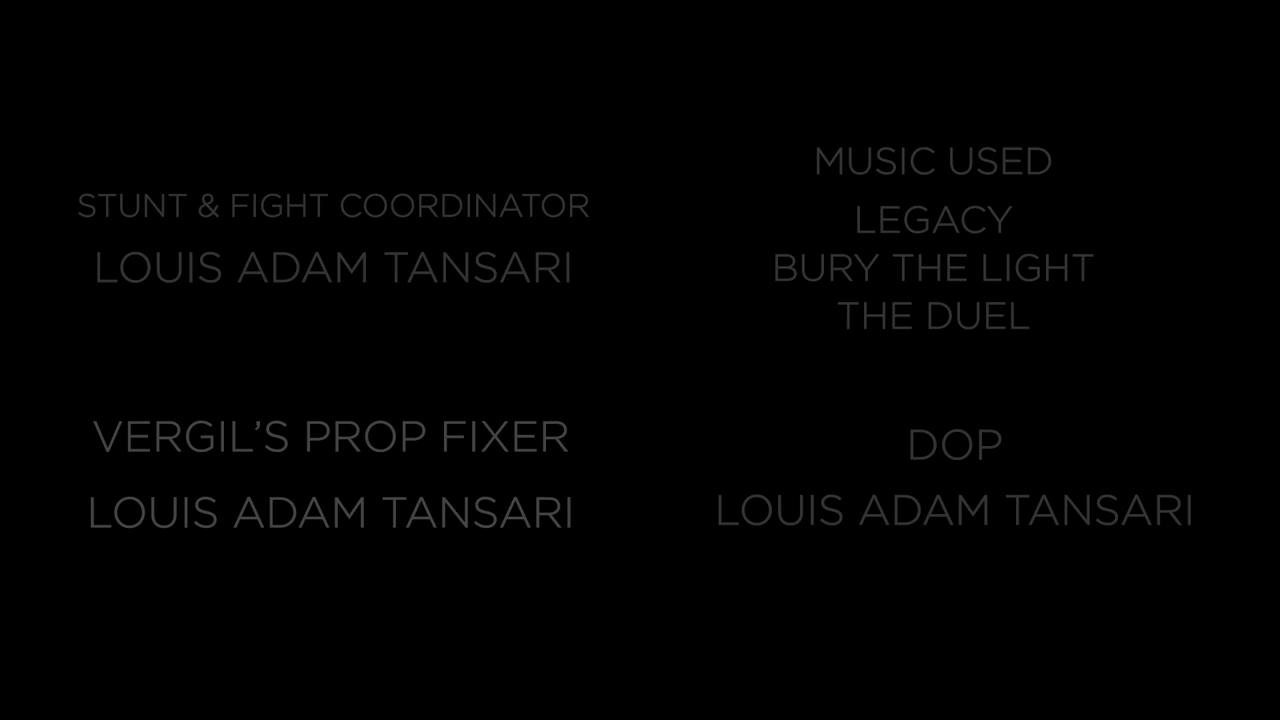 STUNT & FIGHT COORDINATOR
LOUIS ADAM TANSARI
MUSIC USED
LEGACY
BURY THE LIGHT
THE DUEL
VERGIL’S PROP FIXER
LOUIS ADAM TANSARI
DOP
LOUIS ADAM TANSARI